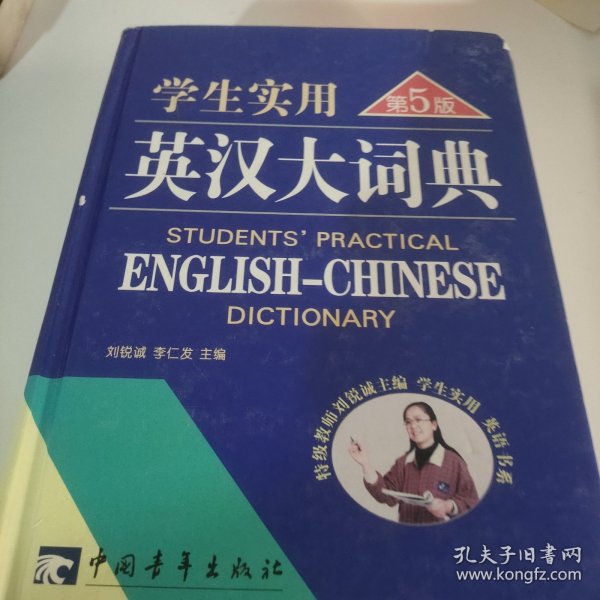 学生实用
第5版
英汉大词典
STUDENTS' PRACTICAL
ENGLISH-CHINESE
DICTIONARY
刘锐诚 李仁发 主编
特级教师刘锐诚主编 学生实用 英语书系
中国青年出版社
孔夫子旧书网
www.kongfz.com